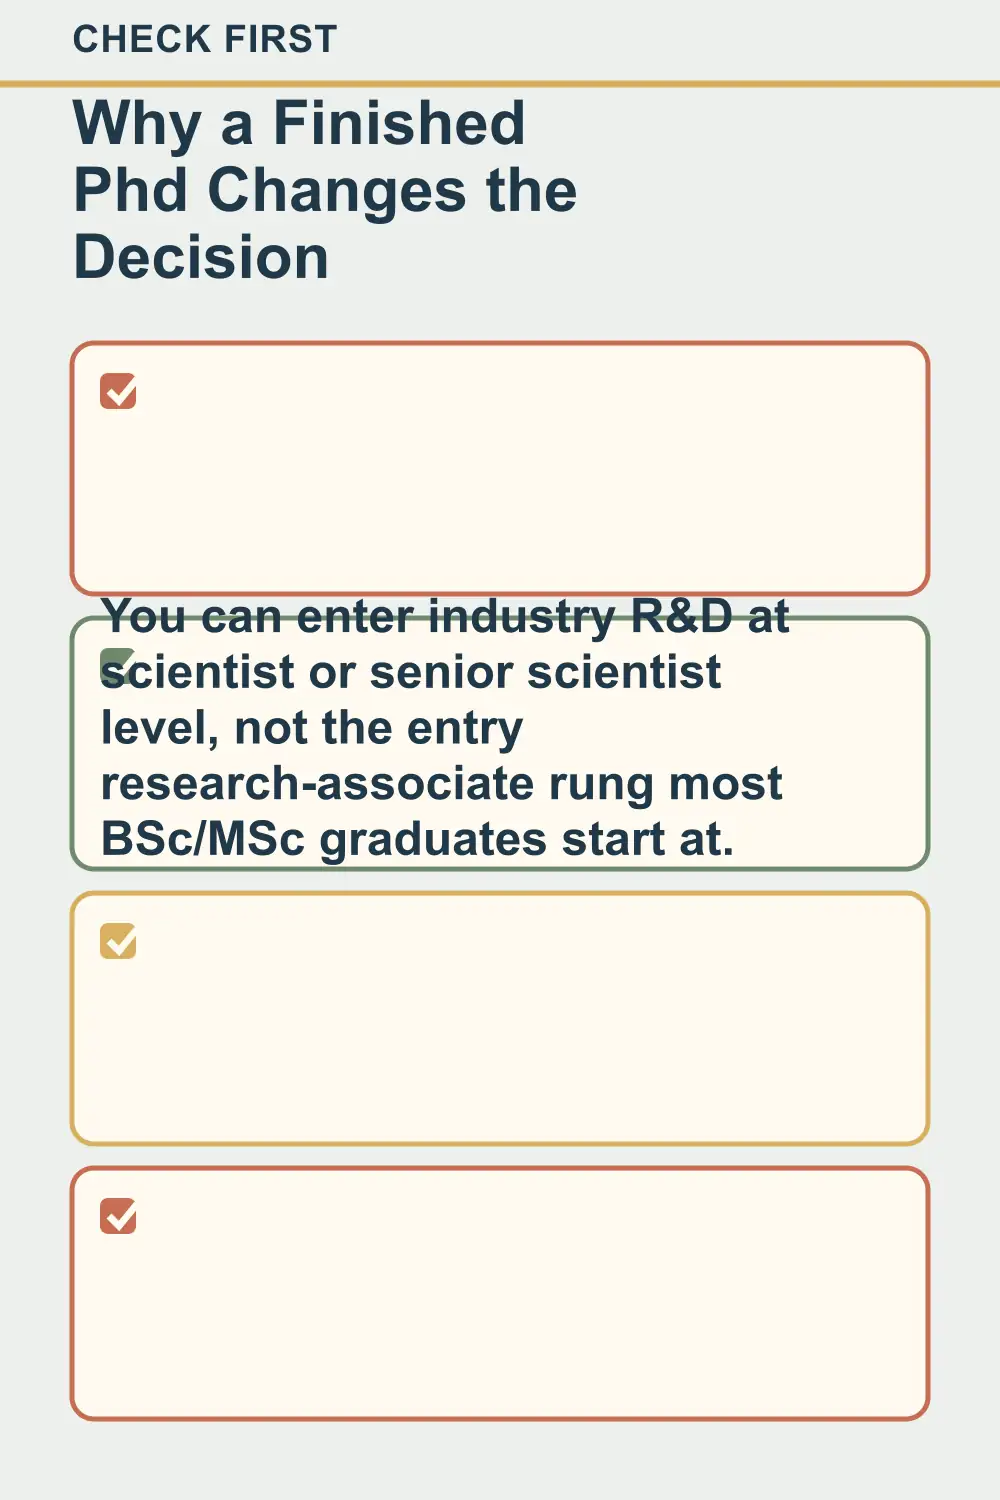 CHECK FIRST
Why a Finished
Phd Changes the
Decision
You can enter industry R&D at
scientist or senior scientist
level, not the entry
research-associate rung most
BSc/MSc graduates start at.